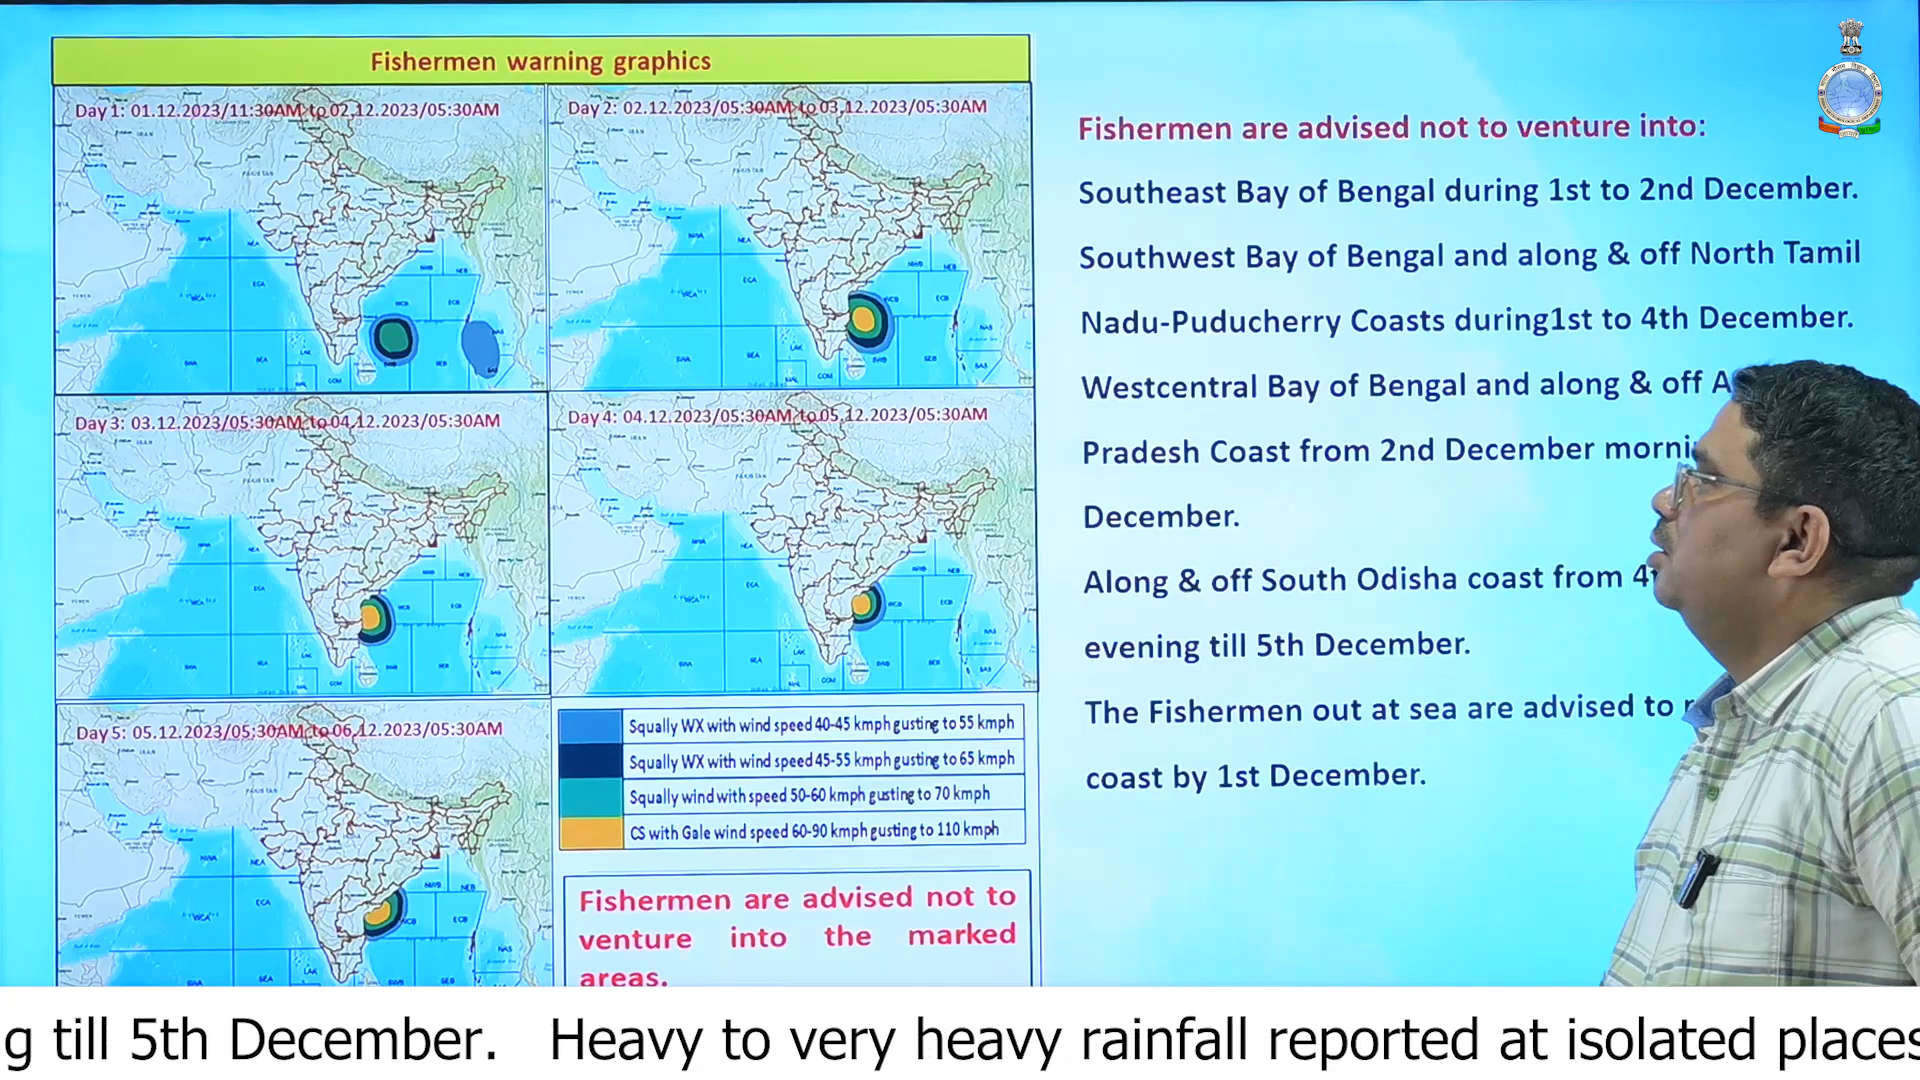 Fishermen warning graphics
Day 1: 01.12.2023/11:30AM to 02.12.2023/05:30AM
Day 2: 02.12.2023/05:30AM to 03.12.2023/05:30AM
Day 3: 03.12.2023/05:30AM to 04.12.2023/05:30AM
Day 4: 04.12.2023/05:30AM to 05.12.2023/05:30AM
Day 5: 05.12.2023/05:30AM to 06.12.2023/05:30AM
Squally WX with wind speed 40-45 kmph gusting to 55 kmph
Squally WX with wind speed 45-55 kmph gusting to 65 kmph
Squally wind with speed 50-60 kmph gusting to 70 kmph
CS with Gale wind speed 60-90 kmph gusting to 110 kmph
Fishermen are advised not to
venture into the marked
areas.
Fishermen are advised not to venture into:
Southeast Bay of Bengal during 1st to 2nd December.
Southwest Bay of Bengal and along & off North Tamil
Nadu-Puducherry Coasts during1st to 4th December.
Westcentral Bay of Bengal and along & off
Pradesh Coast from 2nd December
December.
Along & off South Odisha coast from
evening till 5th December.
The Fishermen out at sea are advised to
coast by 1st December.
g till 5th December. Heavy to very heavy rainfall reported at isolated places